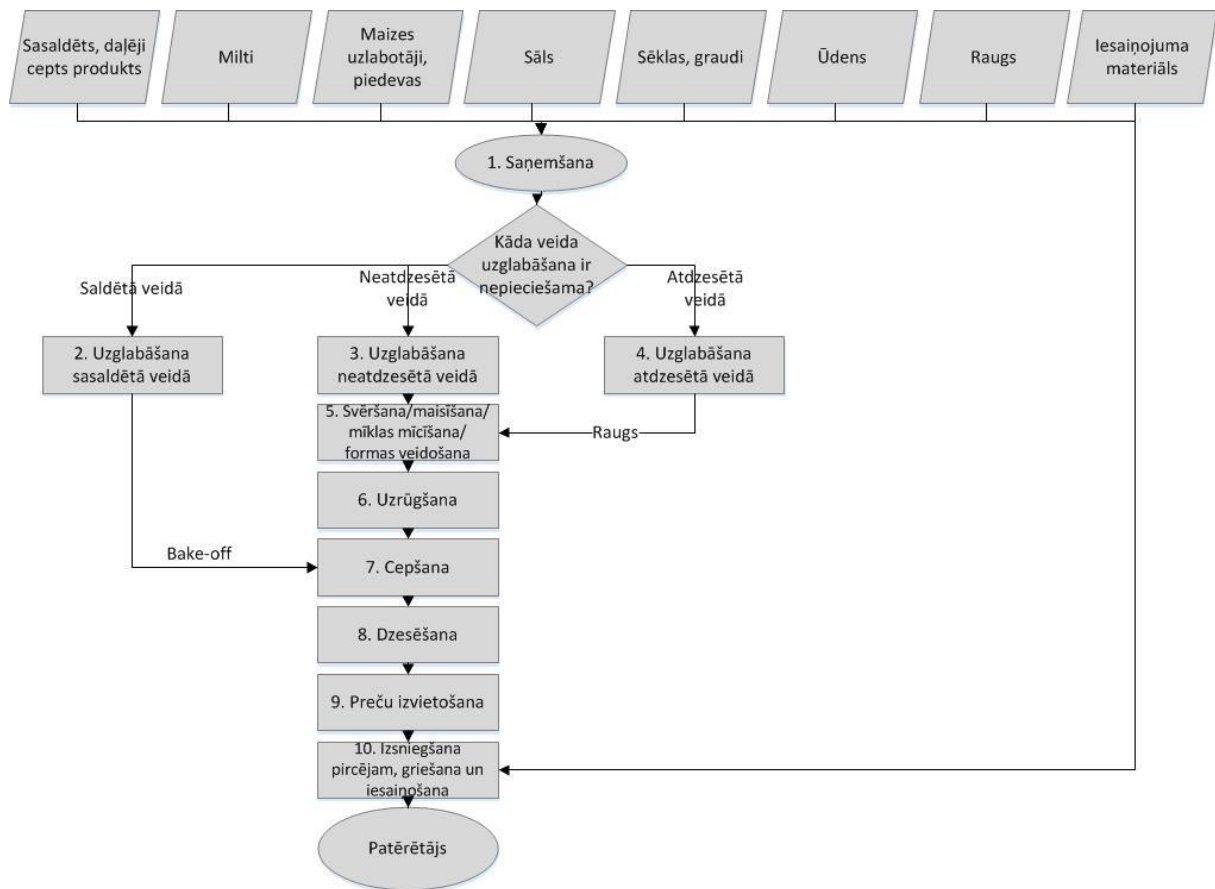 Sasaldēts, daļēji
cepts produkts
Milti
Maizes
uzlabotāji,
piedevas
Sāls
Sēklas, graudi
Ūdens
Raugs
Iesaiņojuma
materiāls
1. Saņemšana
Kāda veida
uzglabāšana ir
nepieciešama?
Saldētā veidā
Neatdzesētā
veidā
Atdzesētā
veidā
2. Uzglabāšana
sasaldētā veidā
3. Uzglabāšana
neatdzesētā veidā
4. Uzglabāšana
atdzesētā veidā
5. Svēršana/maisīšana/
mīklas mīcīšana/
formas veidošana
Raugs
6. Uzrūgšana
Bake-off
7. Cepšana
8. Dzesēšana
9. Preču izvietošana
10. Izsniegšana
pircējam, griešana un
iesaiņošana
Patērētājs